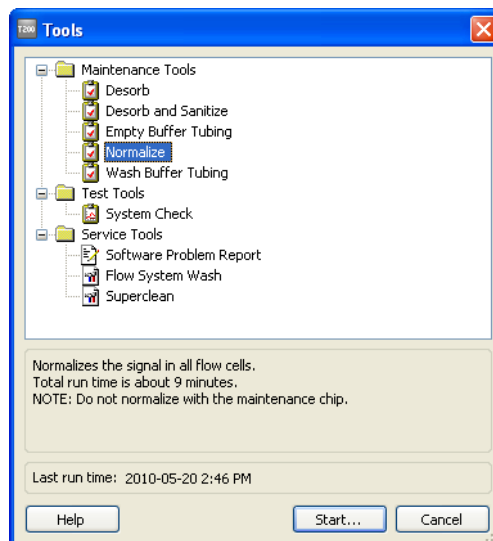 T200 Tools
Maintenance Tools
Desorb
Desorb and Sanitize
Empty Buffer Tubing
Normalize
Wash Buffer Tubing
Test Tools
System Check
Service Tools
Software Problem Report
Flow System Wash
Superclean
Normalizes the signal in all flow cells.
Total run time is about 9 minutes.
NOTE: Do not normalize with the maintenance chip.
Last run time: 2010-05-20 2:46 PM
Help Start... Cancel